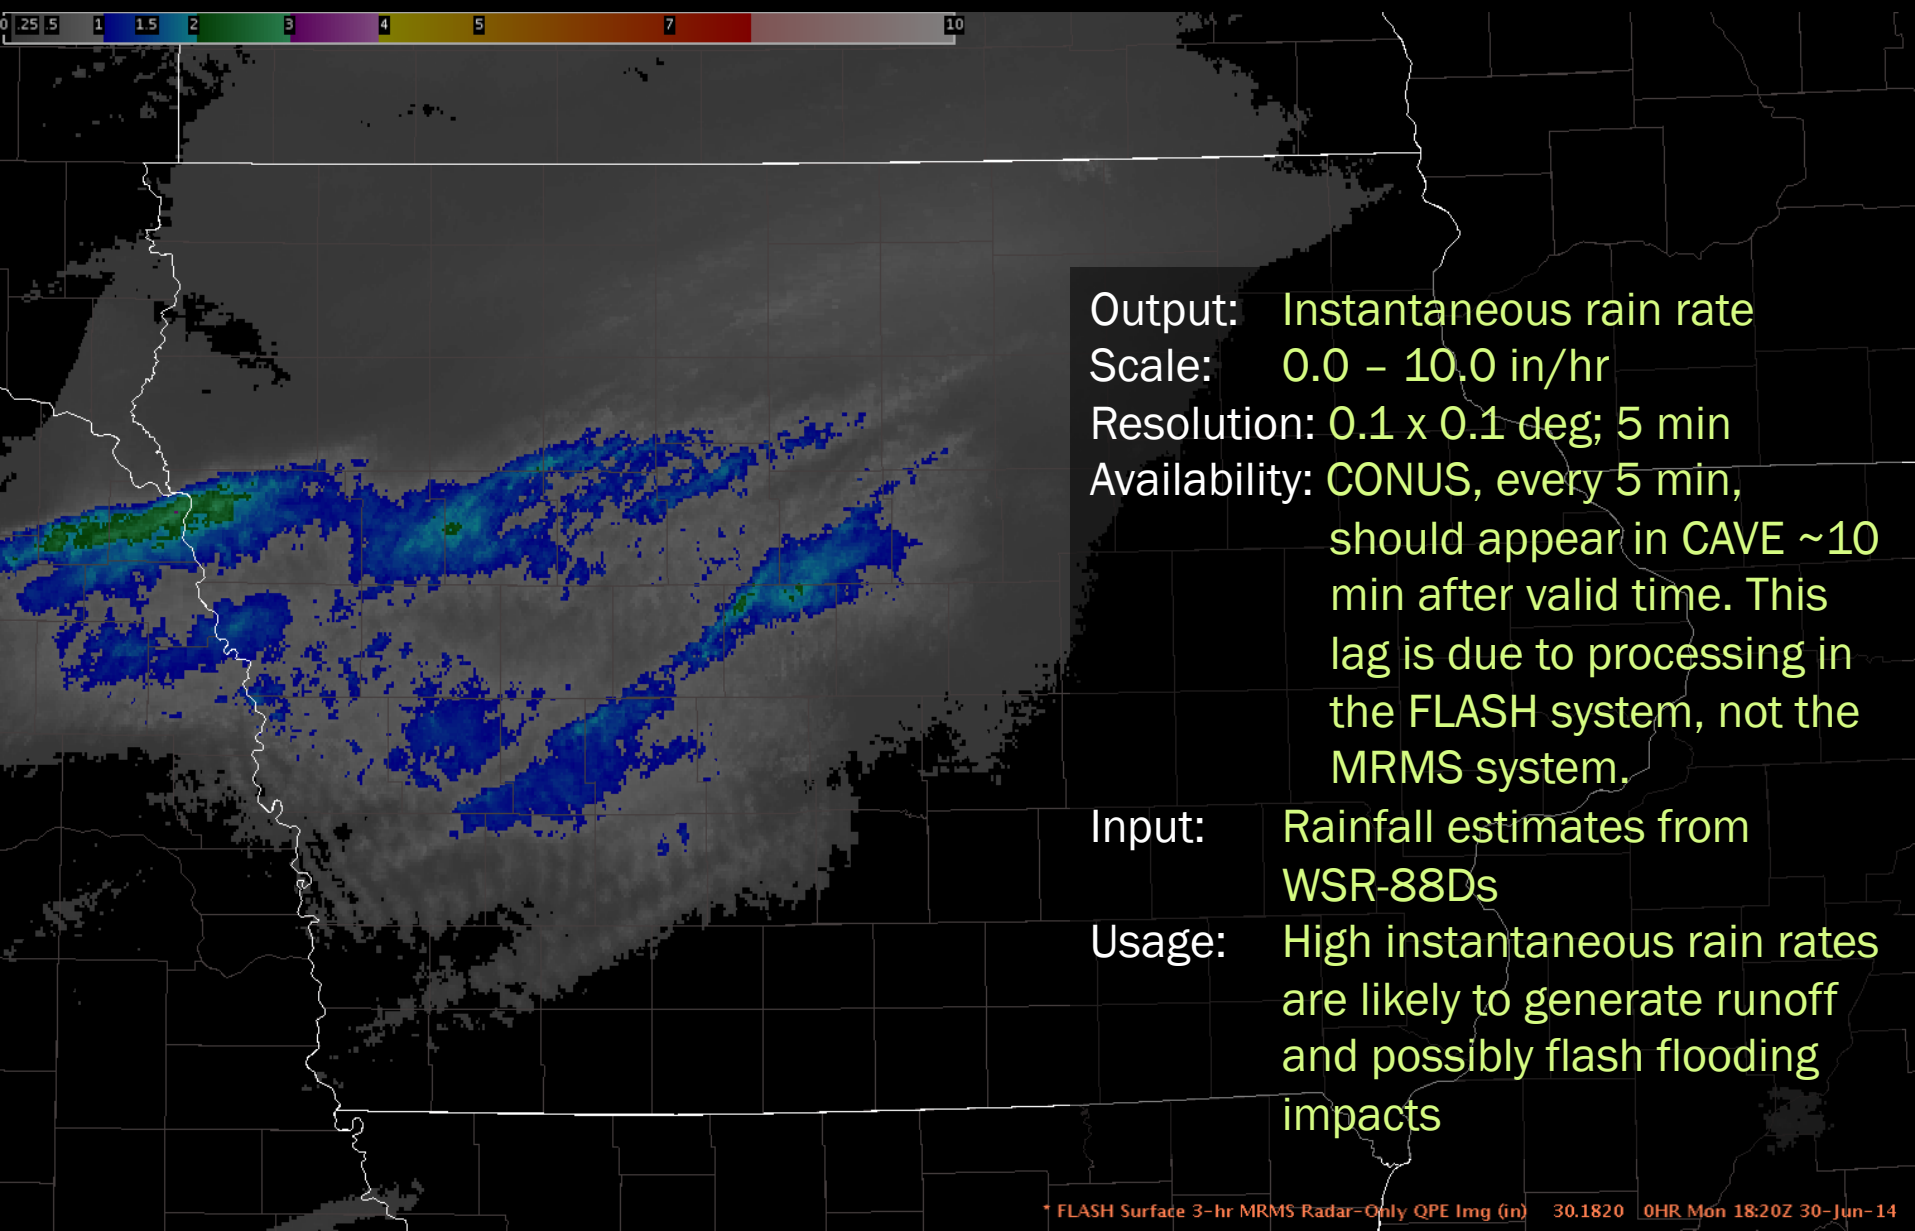 0 .25 .5 1 1.5 2 3 4 5 7 10
Output: Instantaneous rain rate
Scale: 0.0 – 10.0 in/hr
Resolution: 0.1 x 0.1 deg; 5 min
Availability: CONUS, every 5 min,
should appear in CAVE ~10
min after valid time. This
lag is due to processing in
the FLASH system, not the
MRMS system.
Input: Rainfall estimates from
WSR-88Ds
Usage: High instantaneous rain rates
are likely to generate runoff
and possibly flash flooding
impacts
* FLASH Surface 3-hr MRMS Radar-Only QPE Img (in) 30.1820 0HR Mon 18:20Z 30-Jun-14